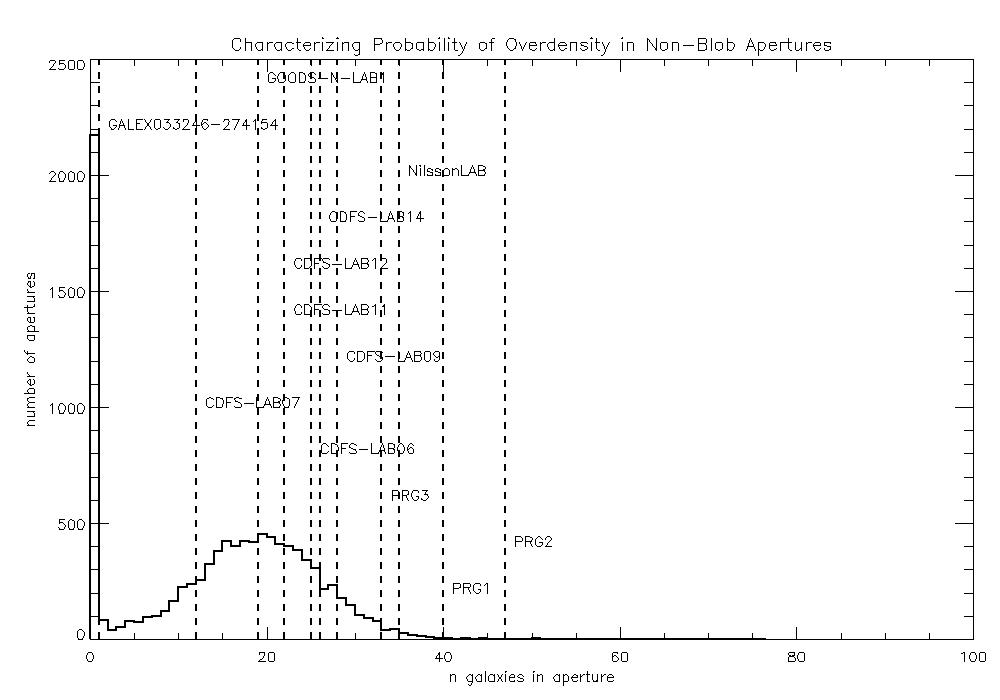 Characterizing Probability of Overdensity in Non-Blob Apertures
2500
GOODS-N-LAB1
GALEX033246-274154
2000
NilssonLAB
CDFS-LAB14
CDFS-LAB12
1500
CDFS-LAB11
number of apertures
CDFS-LAB09
1000
CDFS-LAB07
CDFS-LAB06
PRG3
500
PRG2
PRG1
0
0 20 40 60 80 100
n galaxies in aperture